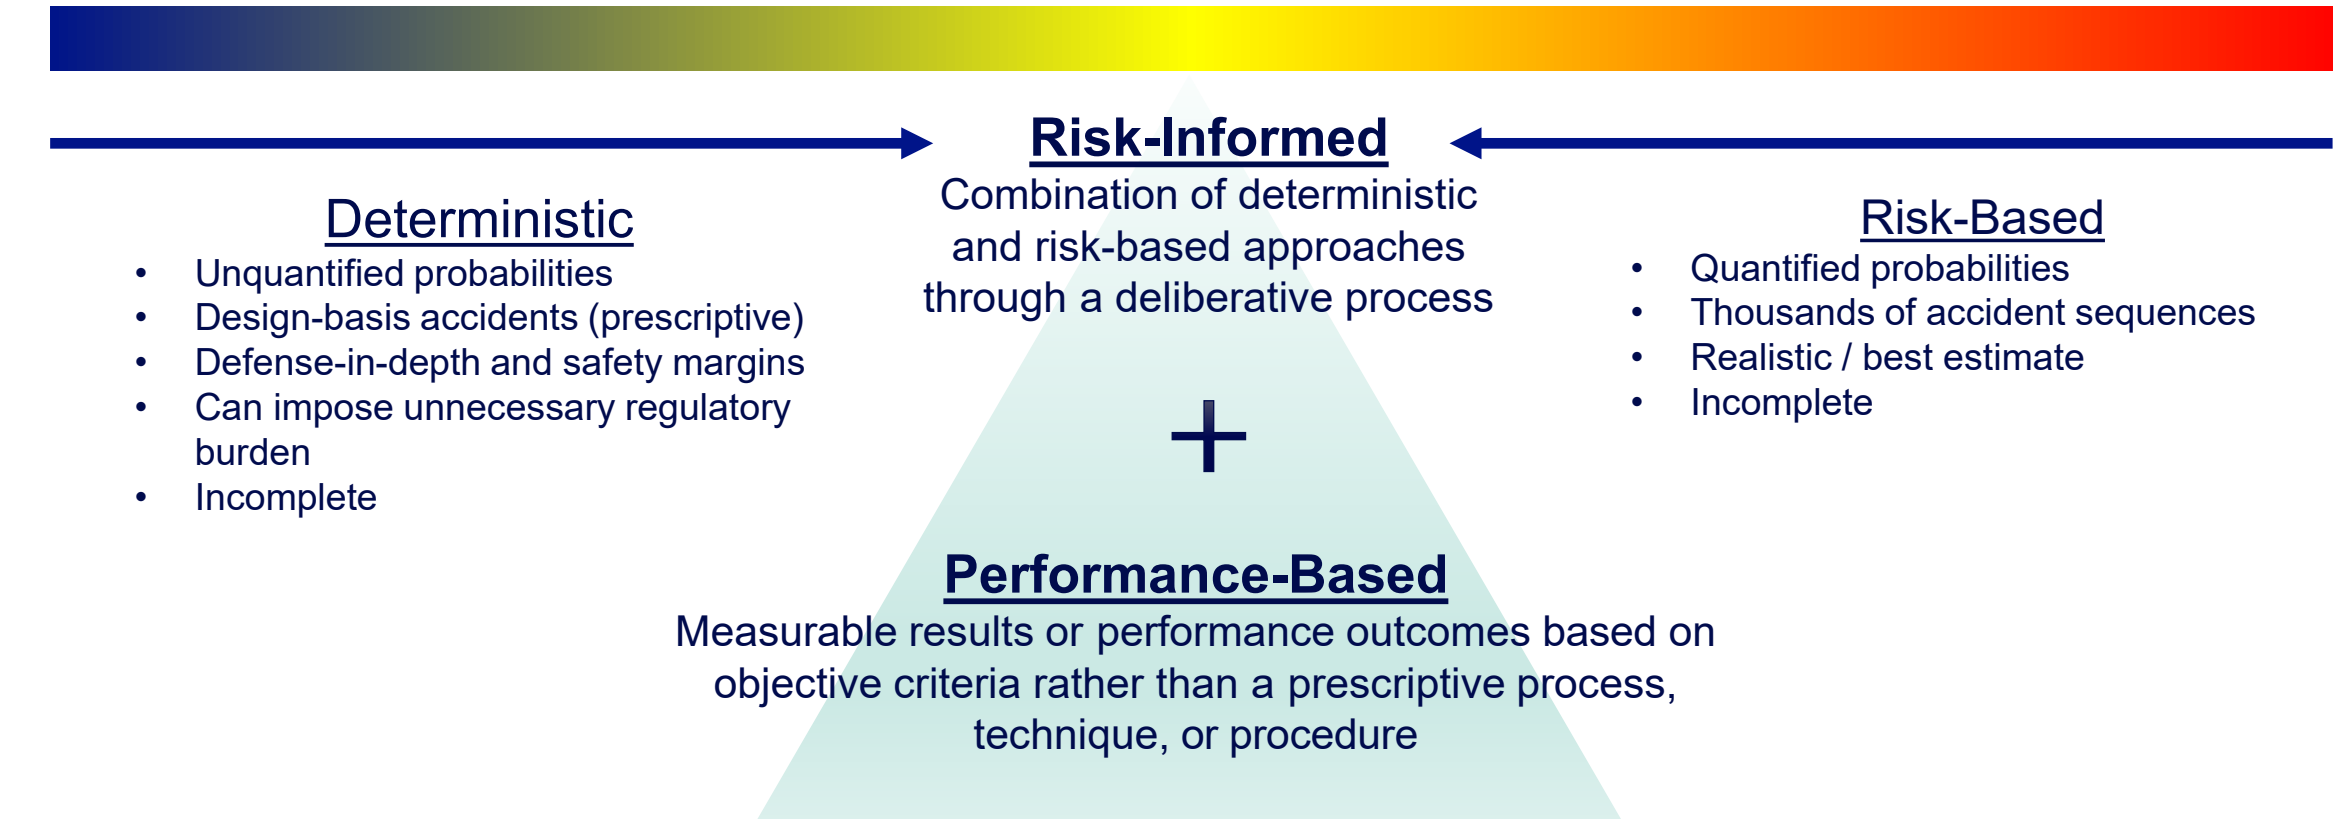 Risk-Informed
Combination of deterministic
and risk-based approaches
through a deliberative process
Deterministic
• Unquantified probabilities
• Design-basis accidents (prescriptive)
• Defense-in-depth and safety margins
• Can impose unnecessary regulatory
burden
• Incomplete
Risk-Based
• Quantified probabilities
• Thousands of accident sequences
• Realistic / best estimate
• Incomplete
+
Performance-Based
Measurable results or performance outcomes based on
objective criteria rather than a prescriptive process,
technique, or procedure